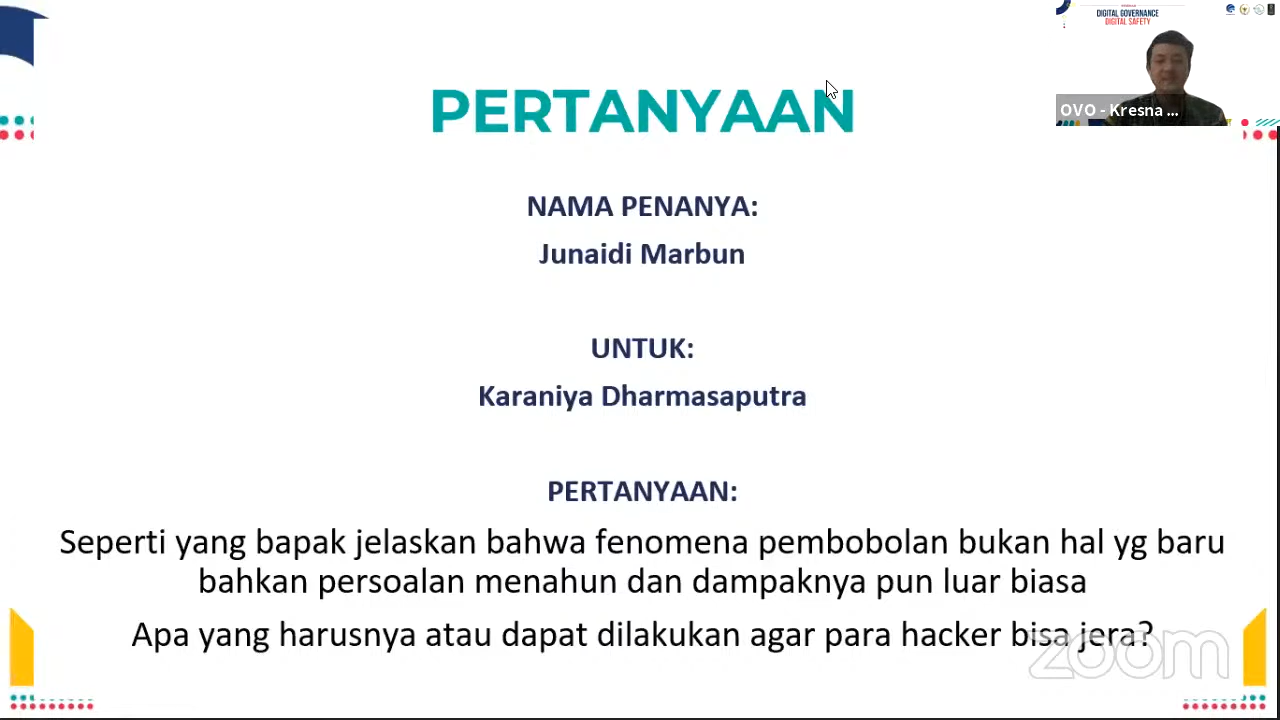 DIGITAL GOVERNANCE
DIGITAL SAFETY
OVO - Kresna ...
PERTANYAAN
NAMA PENANYA:
Junaidi Marbun
UNTUK:
Karaniya Dharmasaputra
PERTANYAAN:
Seperti yang bapak jelaskan bahwa fenomena pembobolan bukan hal yg baru
bahkan persoalan menahun dan dampaknya pun luar biasa
Apa yang harusnya atau dapat dilakukan agar para hacker bisa jera?
zoom